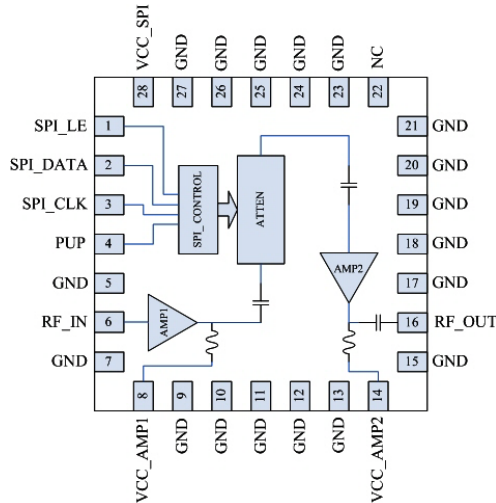 VCC_SPI
GND
GND
GND
GND
GND
NC
28
27
26
25
24
23
22
SPI_LE
1
21
GND
SPI_DATA
2
20
GND
SPI_CLK
3
19
GND
PUP
4
18
GND
GND
5
17
GND
RF_IN
6
16
RF_OUT
GND
7
15
GND
SPI_CONTROL
ATTEN
AMP2
AMP1
8
9
10
11
12
13
14
VCC_AMP1
GND
GND
GND
GND
GND
VCC_AMP2